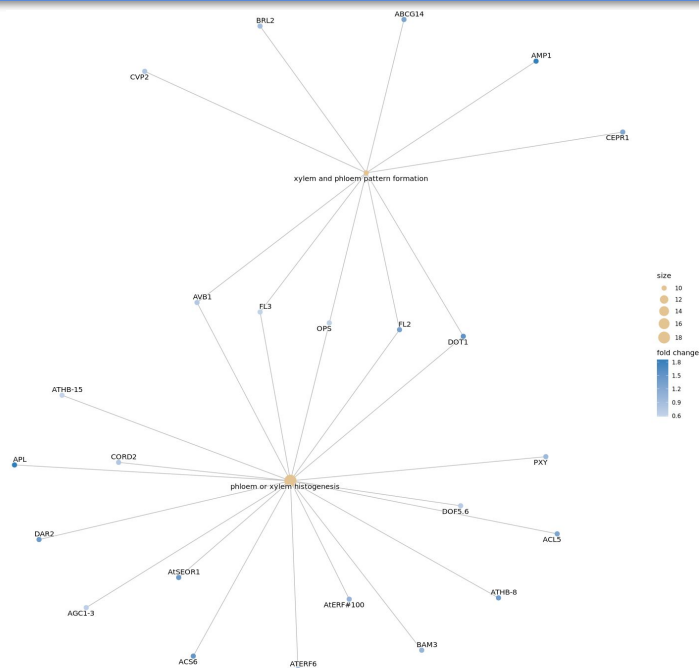 BRL2
ABCG14
AMP1
CVP2
CEPR1
xylem and phloem pattern formation
AVB1
FL3
OPS
FL2
DOT1
size
10
12
14
16
18
fold change
1.8
1.5
1.2
0.9
0.6
ATHB-15
APL
CORD2
PXY
phloem or xylem histogenesis
DOF5.6
DAR2
ACL5
AtSEOR1
ATHB-8
AGC1-3
AtERF#100
BAM3
ACS6
ATERF6